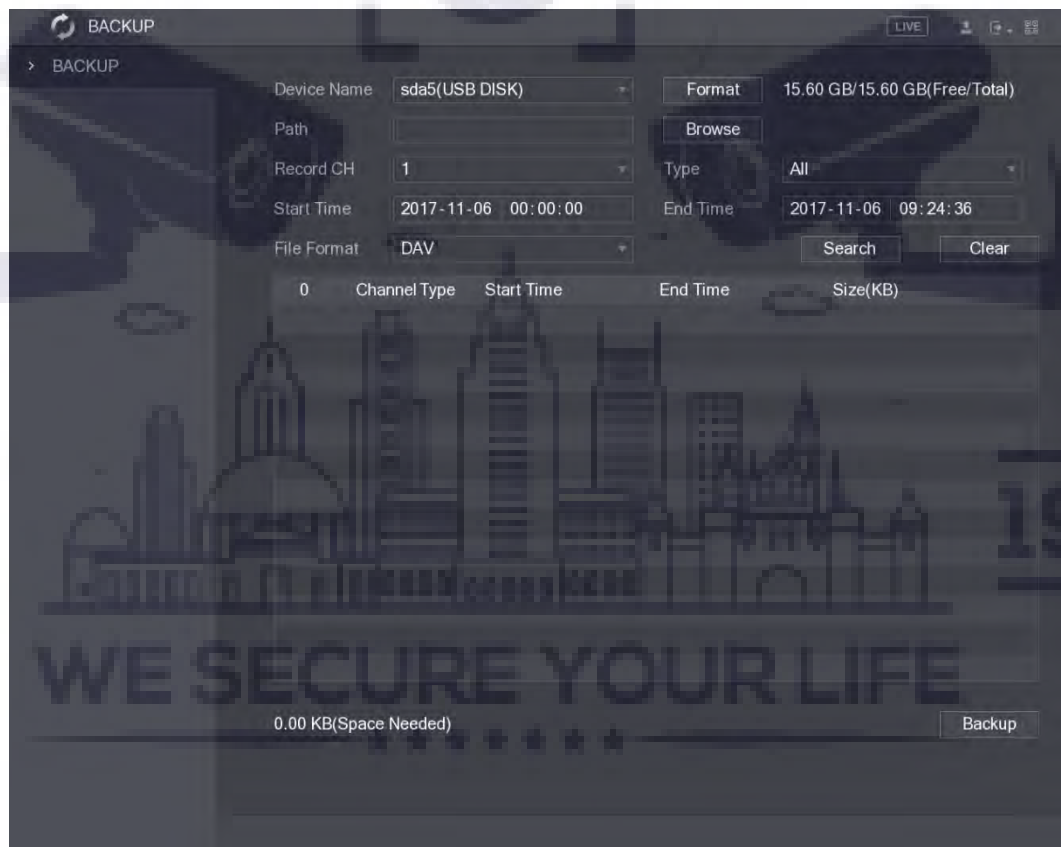 BACKUP
LIVE
> BACKUP
Device Name sda5(USB DISK) Format 15.60 GB/15.60 GB(Free/Total)
Path Browse
Record CH 1 Type All
Start Time 2017-11-06 00:00:00 End Time 2017-11-06 09:24:36
File Format DAV Search Clear
0 Channel Type Start Time End Time Size(KB)
WE SECURE YOUR LIFE
0.00 KB(Space Needed) Backup